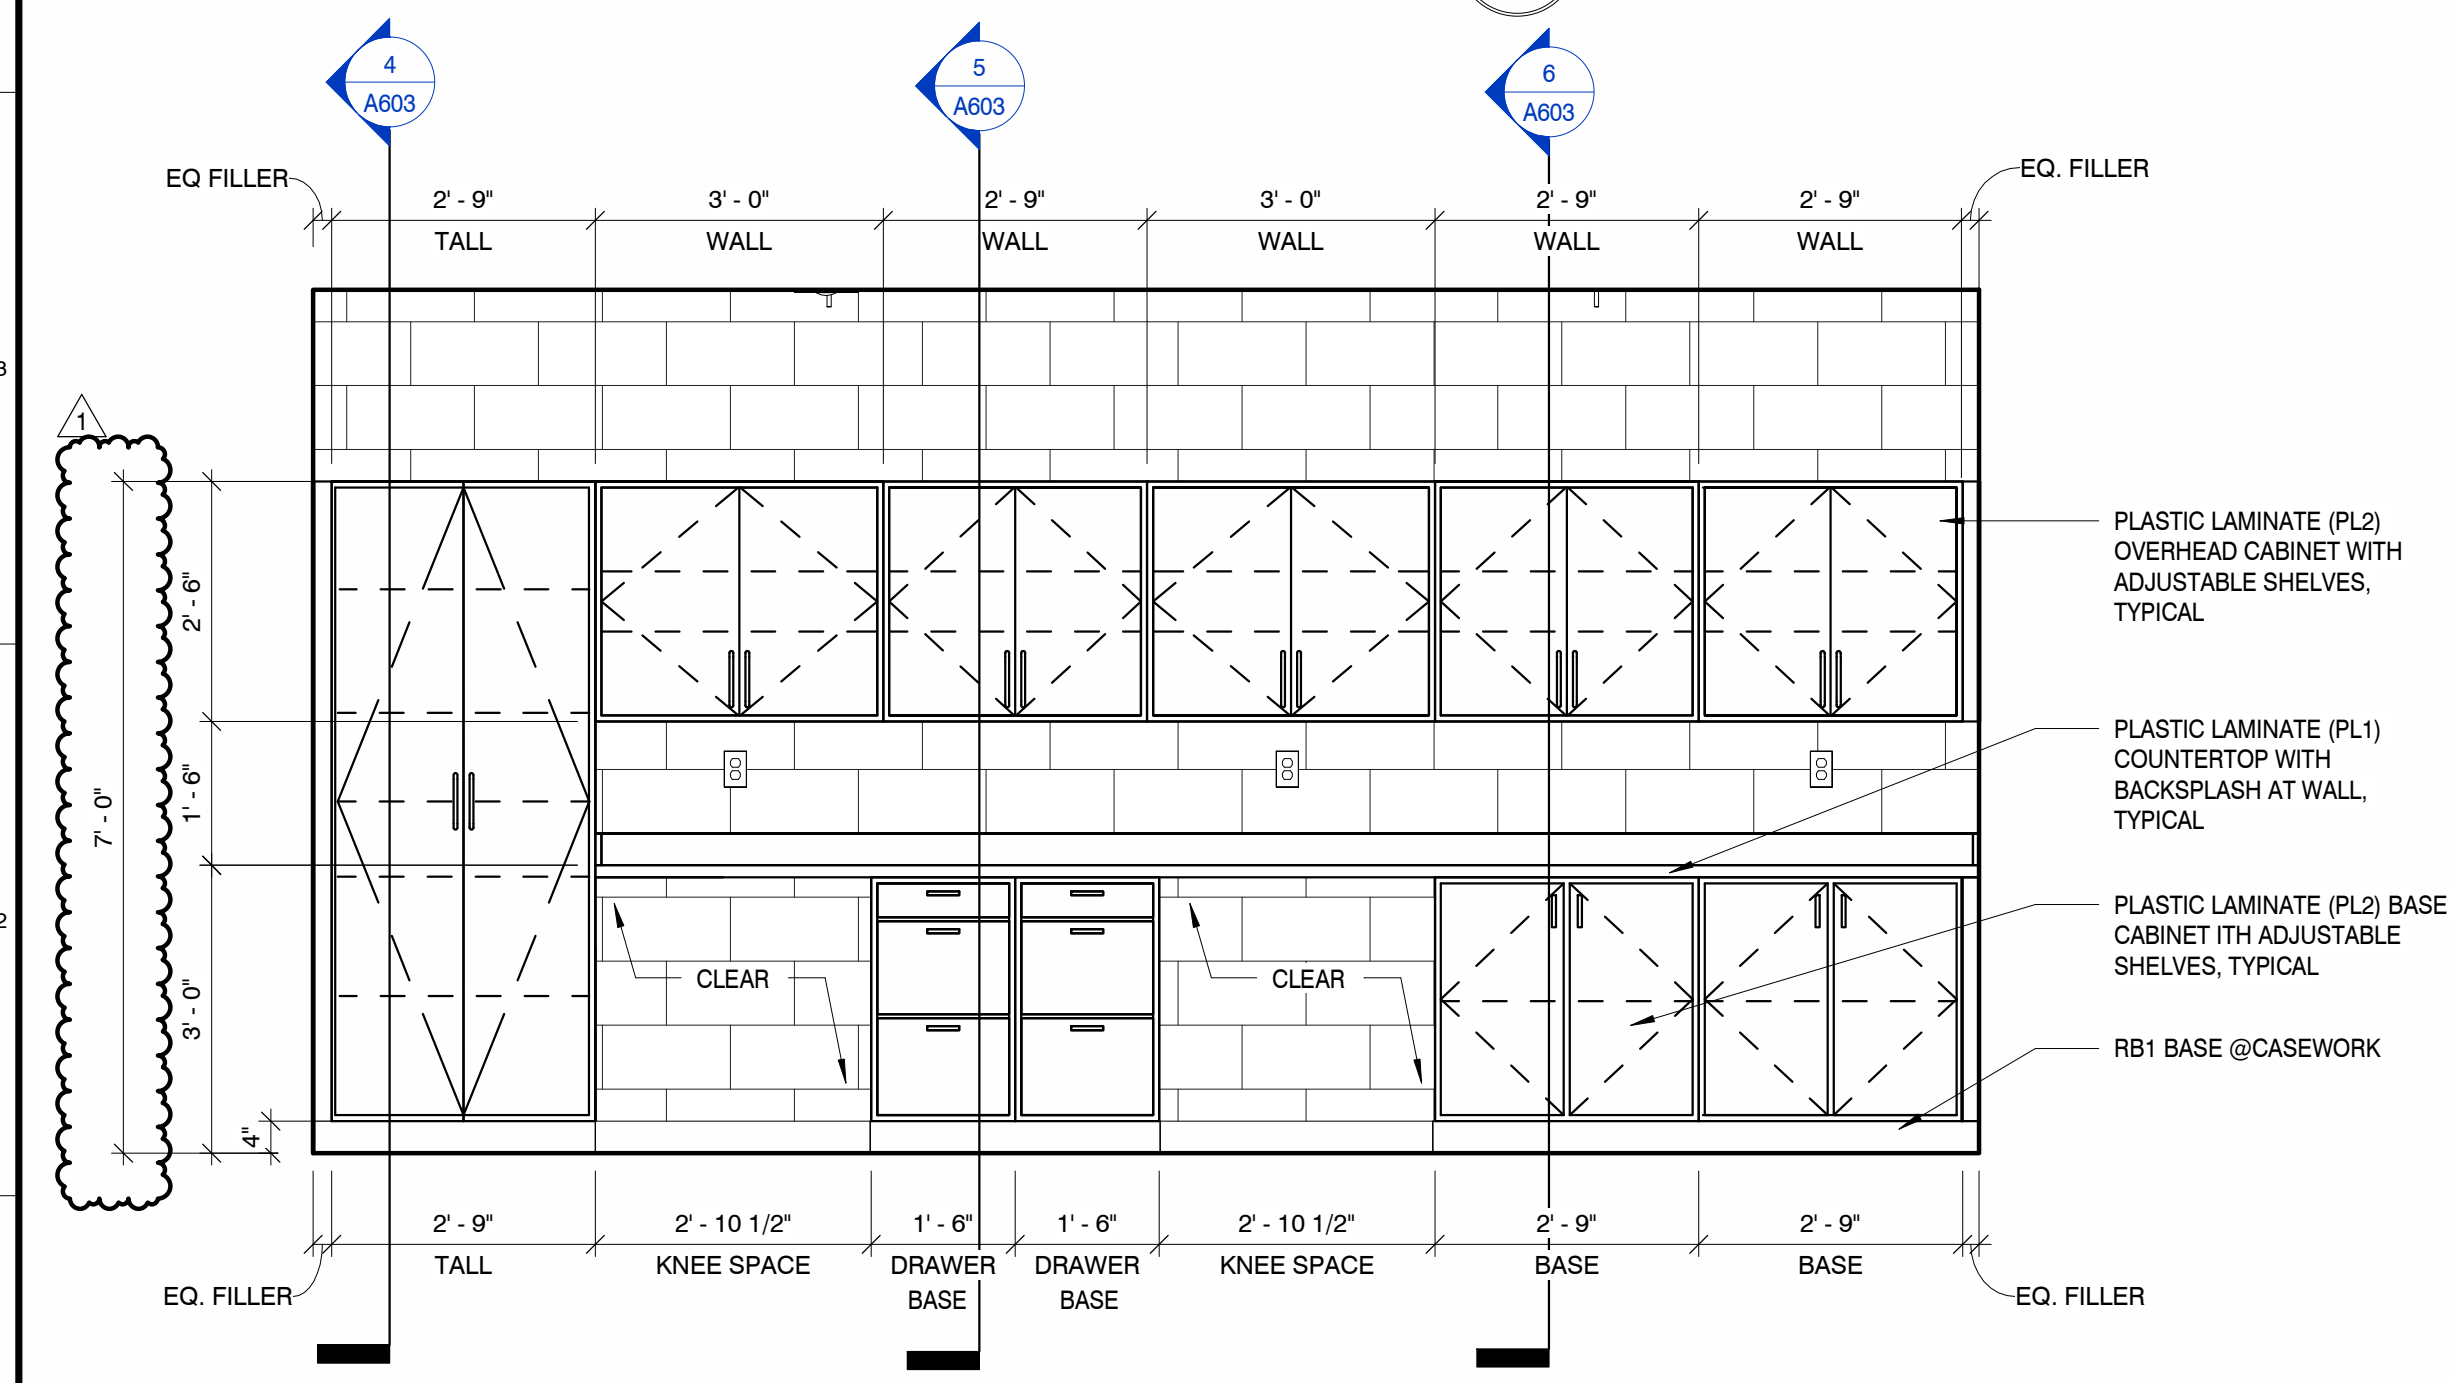 4
A603
5
A603
6
A603
EQ FILLER
EQ. FILLER
2' - 9"
3' - 0"
2' - 9"
3' - 0"
2' - 9"
2' - 9"
TALL
WALL
WALL
WALL
WALL
WALL
3
1
2' - 6"
1' - 6"
7' - 0"
3' - 0"
4"
PLASTIC LAMINATE (PL2)
OVERHEAD CABINET WITH
ADJUSTABLE SHELVES,
TYPICAL
PLASTIC LAMINATE (PL1)
COUNTERTOP WITH
BACKSPLASH AT WALL,
TYPICAL
PLASTIC LAMINATE (PL2) BASE
CABINET ITH ADJUSTABLE
SHELVES, TYPICAL
2
CLEAR
CLEAR
RB1 BASE @CASEWORK
2' - 9"
2' - 10 1/2"
1' - 6"
1' - 6"
2' - 10 1/2"
2' - 9"
2' - 9"
TALL
KNEE SPACE
DRAWER
BASE
DRAWER
BASE
KNEE SPACE
BASE
BASE
EQ. FILLER
EQ. FILLER